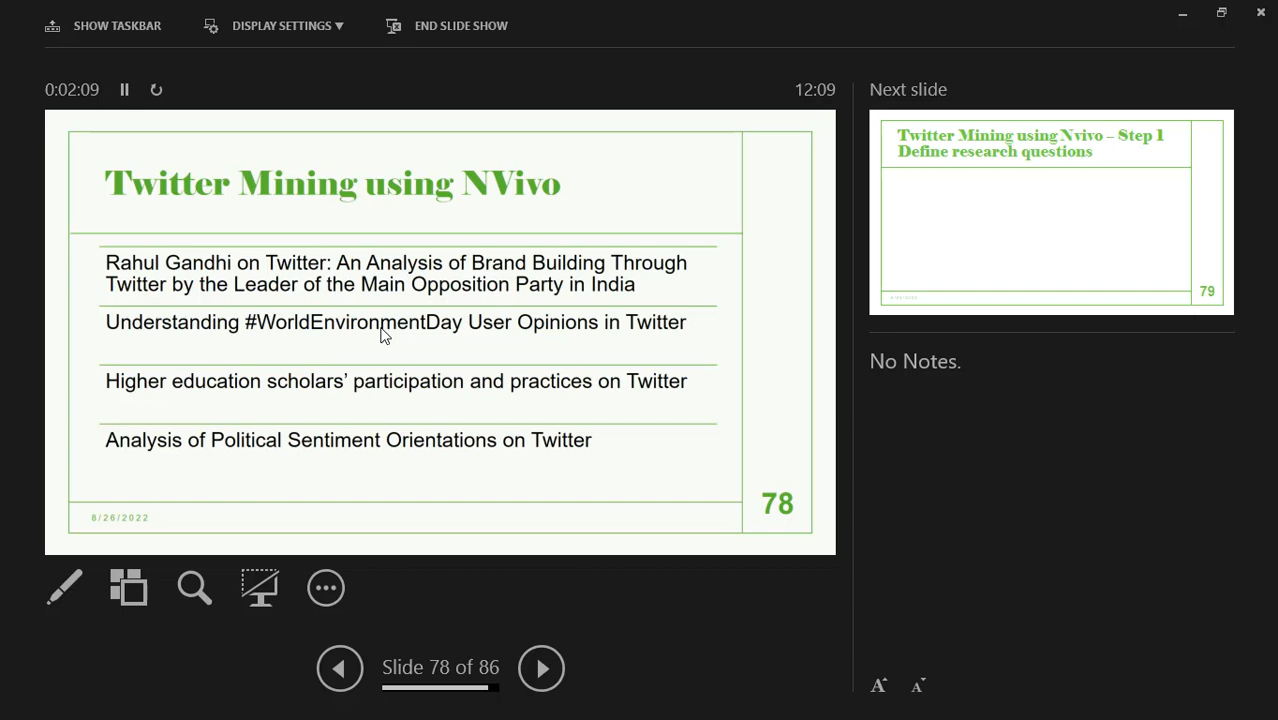 SHOW TASKBAR
DISPLAY SETTINGS ▼
END SLIDE SHOW
0:02:09
12:09
Next slide
Twitter Mining using NVivo
Rahul Gandhi on Twitter: An Analysis of Brand Building Through
Twitter by the Leader of the Main Opposition Party in India
Understanding #WorldEnvironmentDay User Opinions in Twitter
Higher education scholars’ participation and practices on Twitter
Analysis of Political Sentiment Orientations on Twitter
78
8/26/2022
Twitter Mining using Nvivo – Step 1
Define research questions
79
8/26/2022
No Notes.
Slide 78 of 86
A
A